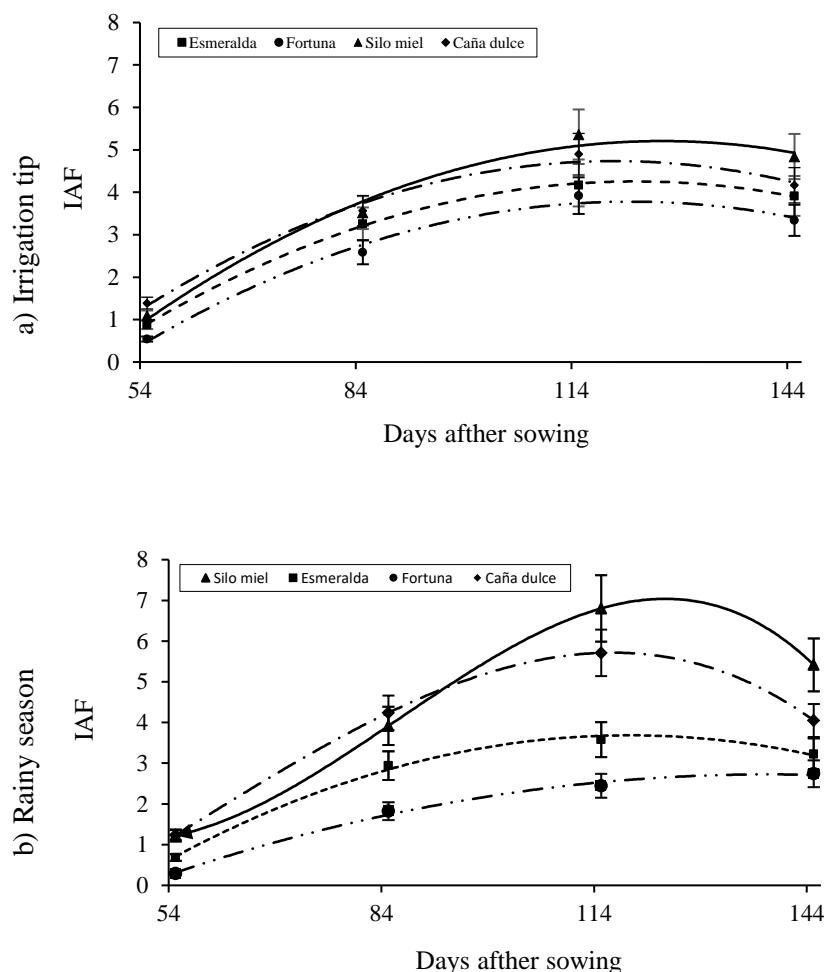 8
7
6
5
4
3
2
1
0
Esmeralda Fortuna Silo miel Caña dulce
a) Irrigation tip
IAF
54 84 114 144
Days afther sowing
8
7
6
5
4
3
2
1
0
Silo miel Esmeralda Fortuna Caña dulce
b) Rainy season
IAF
54 84 114 144
Days afther sowing